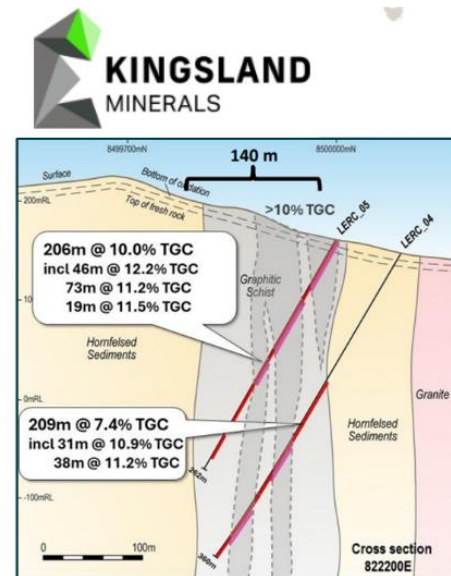 KINGSLAND
MINERALS
8499700mN
8500000mN
140 m
Surface
Bottom of oxidation
Top of fresh rock
>10% TGC
LERC_05
LERC_04
200mRL
206m @ 10.0% TGC
incl 46m @ 12.2% TGC
73m @ 11.2% TGC
19m @ 11.5% TGC
Graphitic
Schist
10
Hornfelsed
Sediments
0mRL
Granite
209m @ 7.4% TGC
incl 31m @ 10.9% TGC
38m @ 11.2% TGC
Hornfelsed
Sediments
262m
-100mRL
360m
0
100m
Cross section
822200E